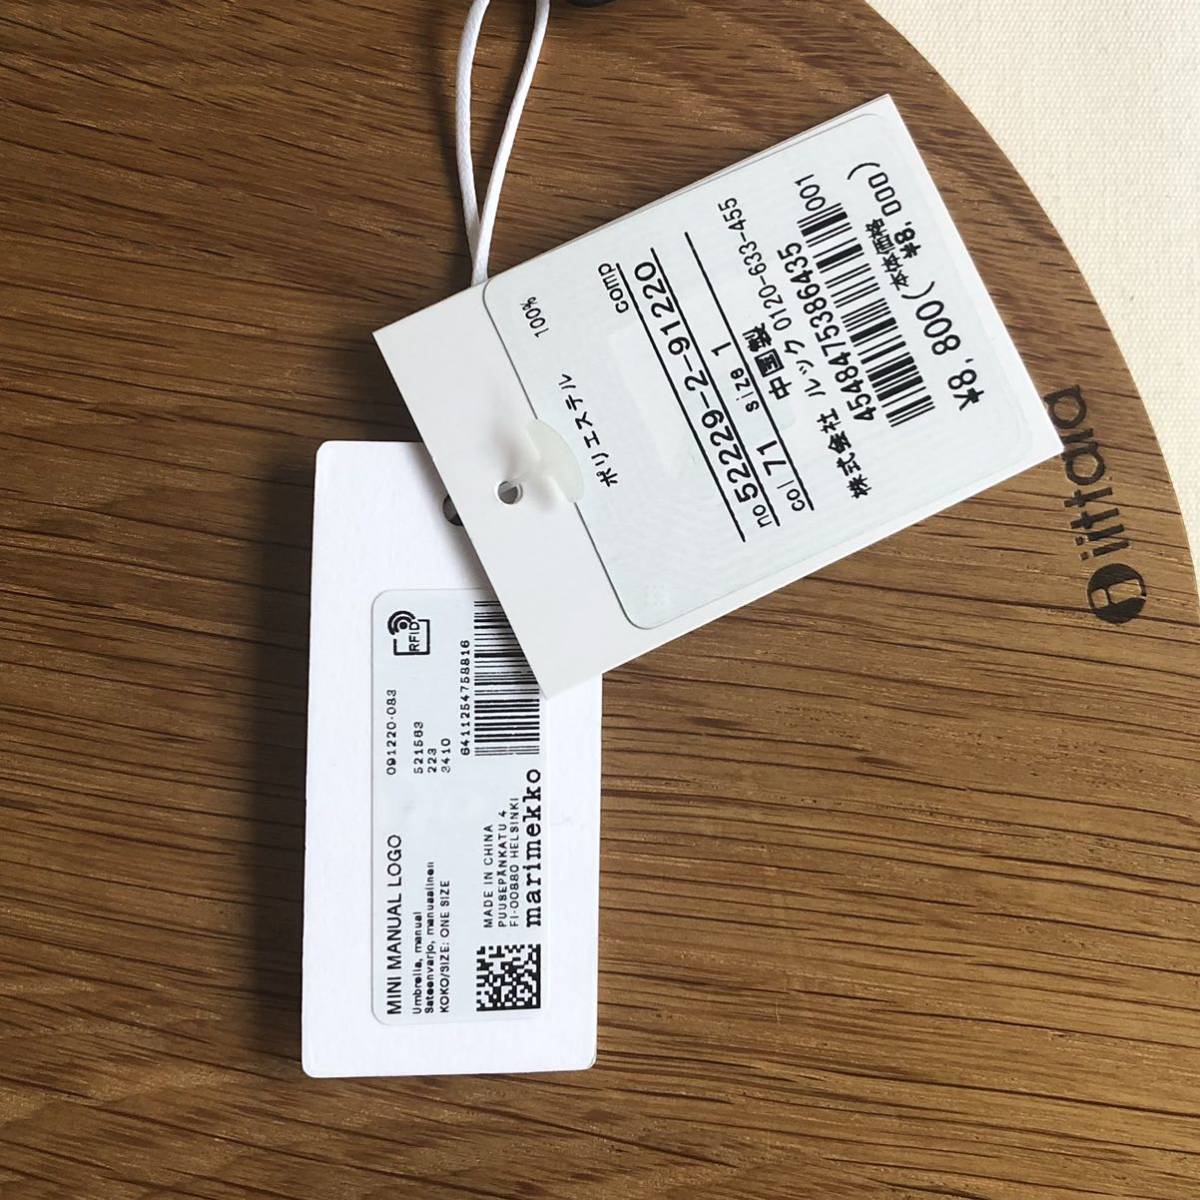 100%
ポリエステル
comp
no 522229-2-91220
col 71 size 1
中国製
株式会社 ルック 0120-633-455
4548475386435
001
¥8,800(本体価格 ¥8,000)
iittala
RFID
MINI MANUAL LOGO 091220-083
Umbrella, manual 521563
Sateenvarjo, manuaalinen 223
KOKO/SIZE: ONE SIZE 3410
6411254758816
MADE IN CHINA
PUUSEPÄNKATU 4
FI-00880 HELSINKI
marimekko